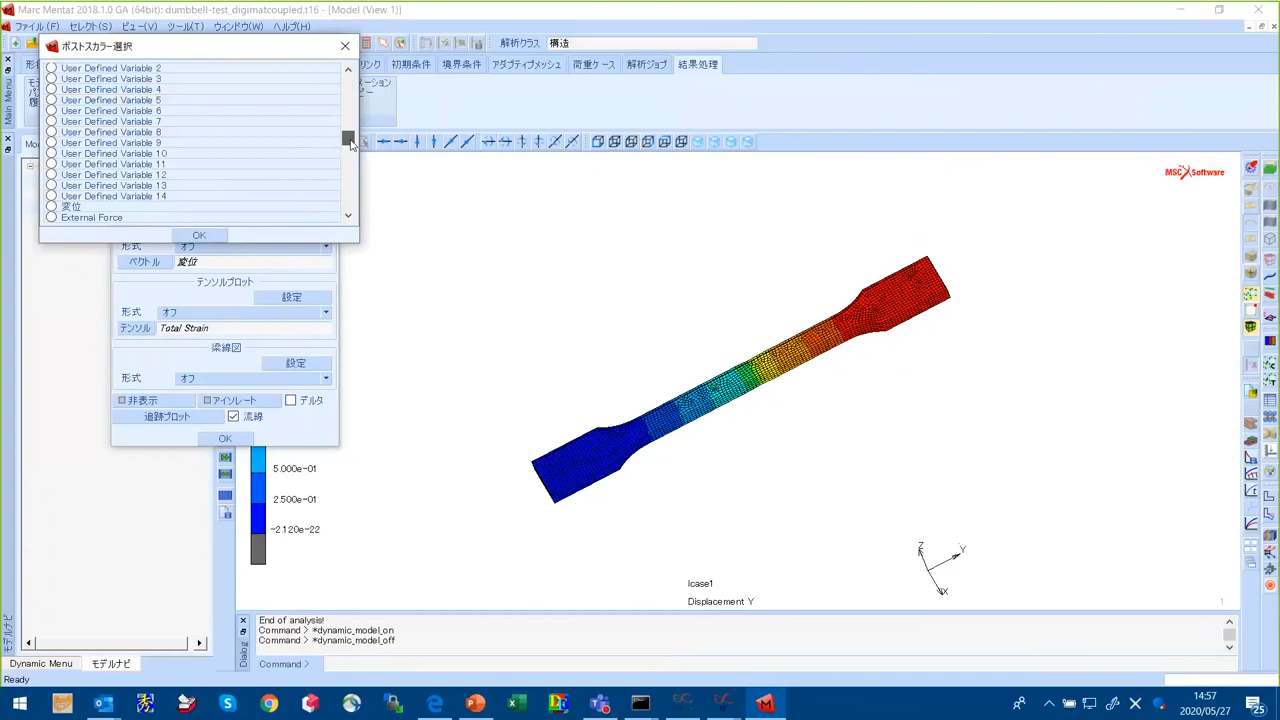 Marc Mentat 2018.1.0 GA (64bit): dumbbell-test_digimatcoupled.t16 - [Model (View 1)]
ファイル(F) セレクト(S) ビュー(V) ツール(T) ウィンドウ(W) ヘルプ(H)
ポストスカラー選択
解析クラス 構造
初期条件 境界条件 アダプティブメッシュ 荷重ケース 解析ジョブ 結果処理
Main Menu
User Defined Variable 2
User Defined Variable 3
User Defined Variable 4
User Defined Variable 5
User Defined Variable 6
User Defined Variable 7
User Defined Variable 8
User Defined Variable 9
User Defined Variable 10
User Defined Variable 11
User Defined Variable 12
User Defined Variable 13
User Defined Variable 14
変位
External Force
OK
MSC Software
形式 オフ
ベクトル 変位
テンソルプロット
設定
形式 オフ
テンソル Total Strain
梁線図
設定
形式 オフ
非表示 アイソレート デルタ
追跡プロット 流線
OK
5.000e-01
2.500e-01
-2.120e-22
Z
Y
X
lcase1
Displacement Y
1
モデルナビ
Dialog
End of analysis!
Command > *dynamic_model_on
Command > *dynamic_model_off
Command >
Dynamic Menu モデルナビ
Ready
14:57
2020/05/27
25